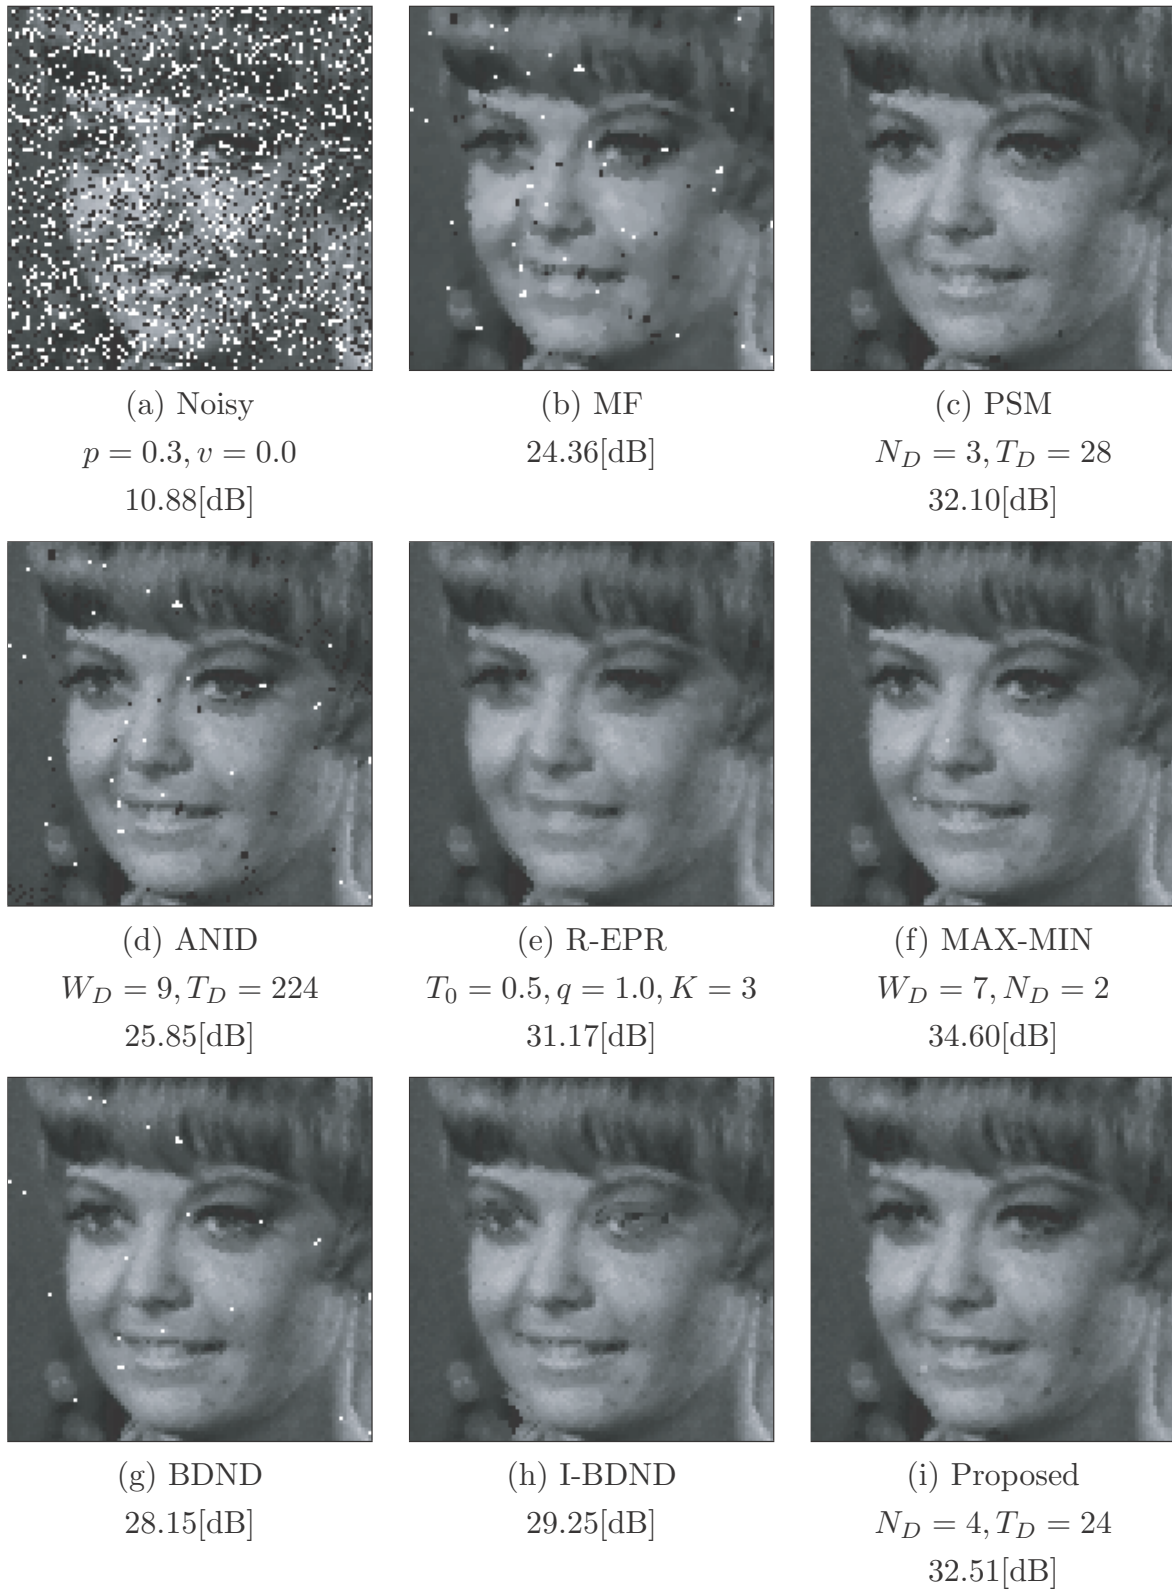 (a) Noisy
p = 0.3, v = 0.0
10.88[dB]
(b) MF
24.36[dB]
(c) PSM
N_D = 3, T_D = 28
32.10[dB]
(d) ANID
W_D = 9, T_D = 224
25.85[dB]
(e) R-EPR
T_0 = 0.5, q = 1.0, K = 3
31.17[dB]
(f) MAX-MIN
W_D = 7, N_D = 2
34.60[dB]
(g) BDND
28.15[dB]
(h) I-BDND
29.25[dB]
(i) Proposed
N_D = 4, T_D = 24
32.51[dB]